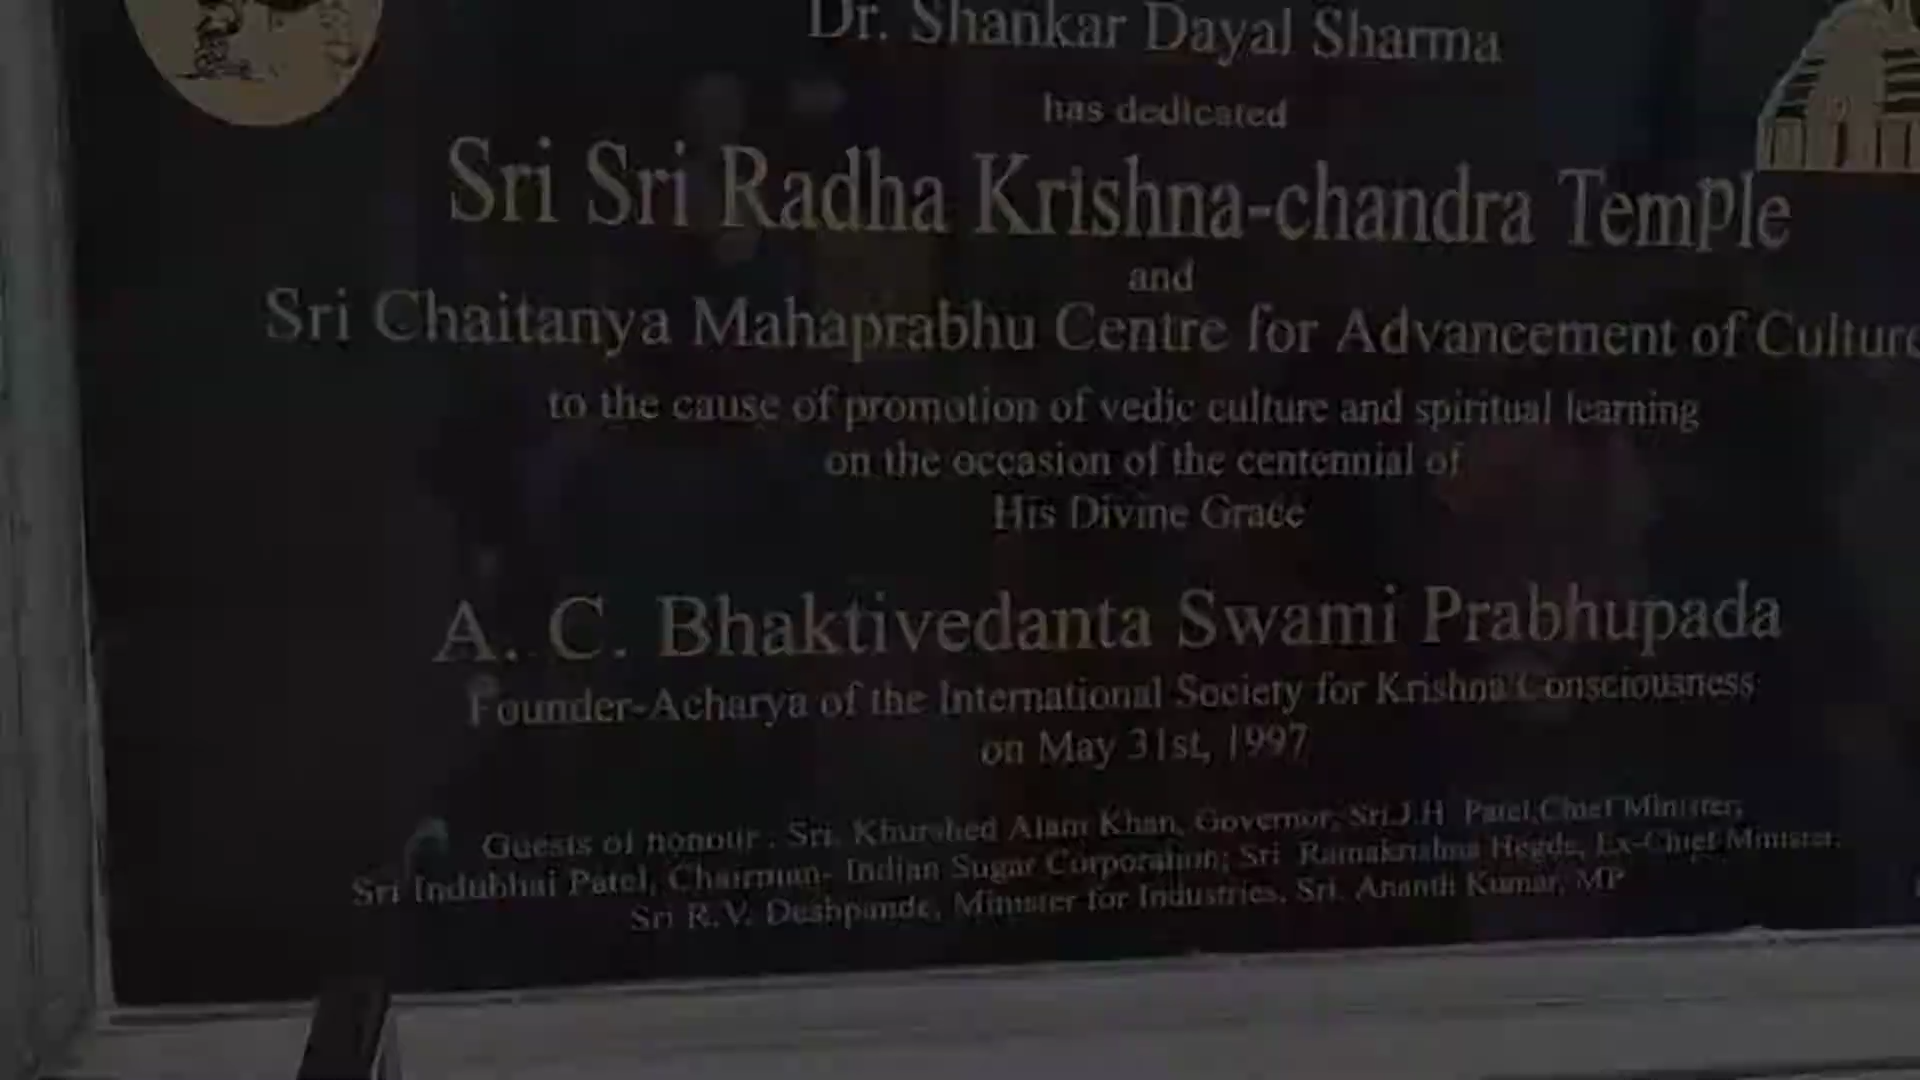 Dr. Shankar Dayal Sharma
has dedicated
Sri Sri Radha Krishna-chandra Temple
and
Sri Chaitanya Mahaprabhu Centre for Advancement of Culture
to the cause of promotion of vedic culture and spiritual learning
on the occasion of the centennial of
His Divine Grace
A. C. Bhaktivedanta Swami Prabhupada
Founder-Acharya of the International Society for Krishna Consciousness
on May 31st, 1997
Guests of honour : Sri. Khurshed Alam Khan, Governor; Sri.J.H Patel, Chief Minister;
Sri Indubhai Patel, Chairman- Indian Sugar Corporation; Sri Ramakrishna Hegde, Ex-Chief Minister;
Sri R.V. Deshpande, Minister for Industries, Sri. Ananth Kumar, MP